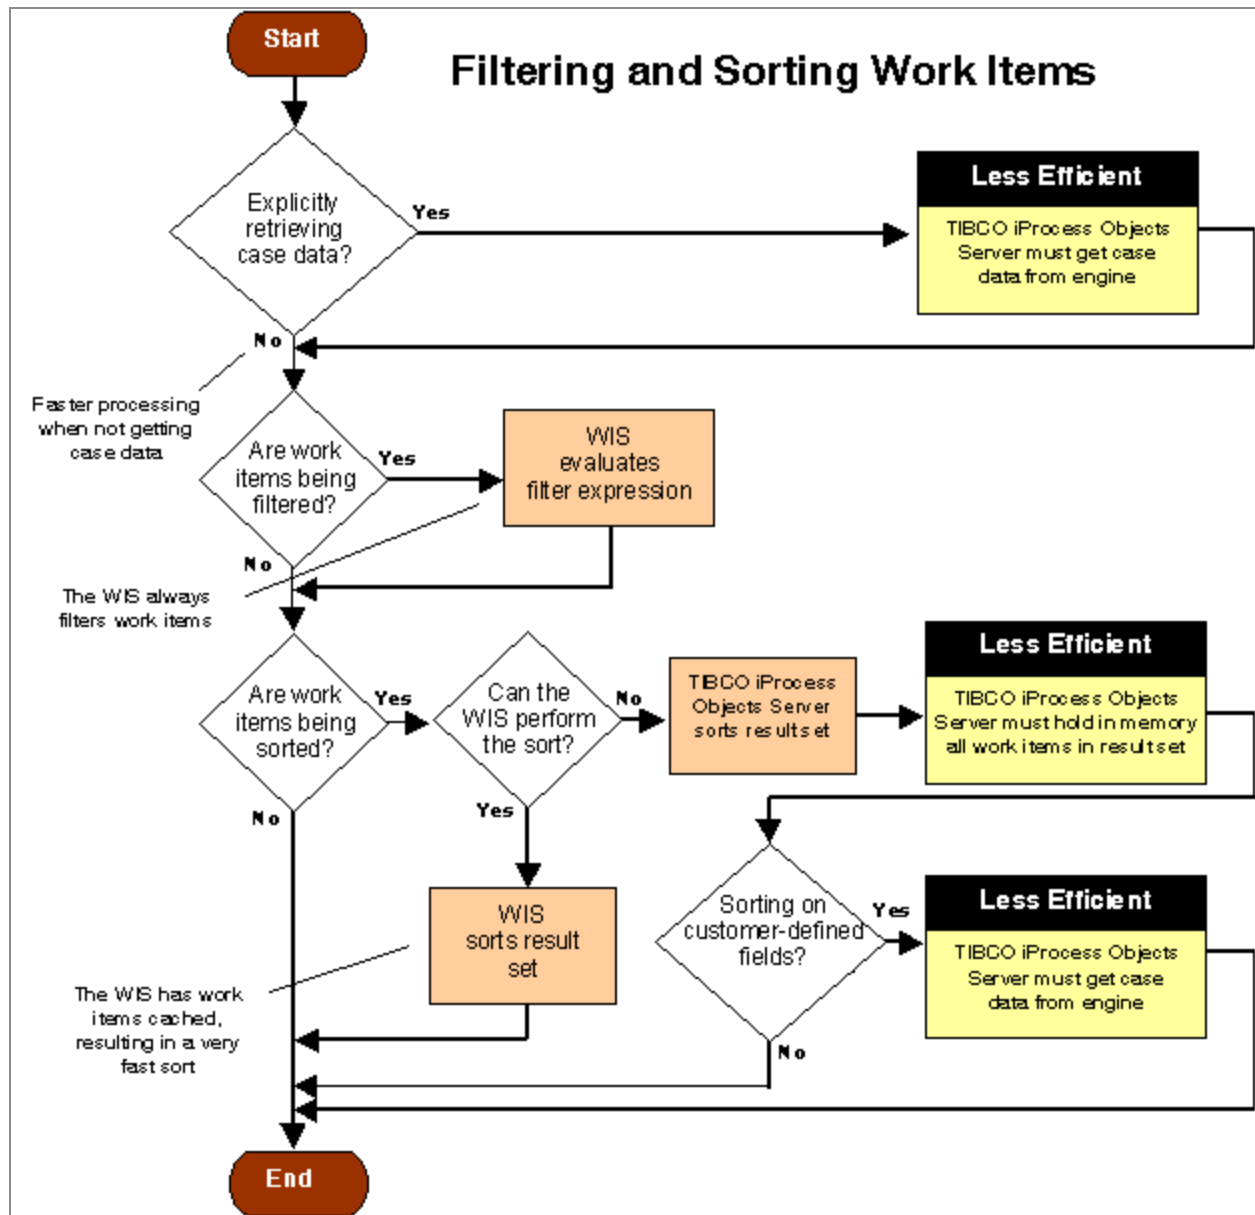 Start
Filtering and Sorting Work Items
Explicitly
retrieving
case data?
Yes
Less Efficient
TIBCO iProcess Objects
Server must get case
data from engine
No
Faster processing
when not getting
case data
Are work
items being
filtered?
Yes
WIS
evaluates
filter expression
No
The WIS always
filters work items
Are work
items being
sorted?
Yes
Can the
WIS perform
the sort?
No
TIBCO iProcess
Objects Server
sorts result set
Less Efficient
TIBCO iProcess Objects
Server must hold in memory
all work items in result set
No
Yes
WIS
sorts result
set
Sorting on
customer-defined
fields?
Yes
Less Efficient
TIBCO iProcess Objects
Server must get case
data from engine
The WIS has work
items cached,
resulting in a very
fast sort
No
End